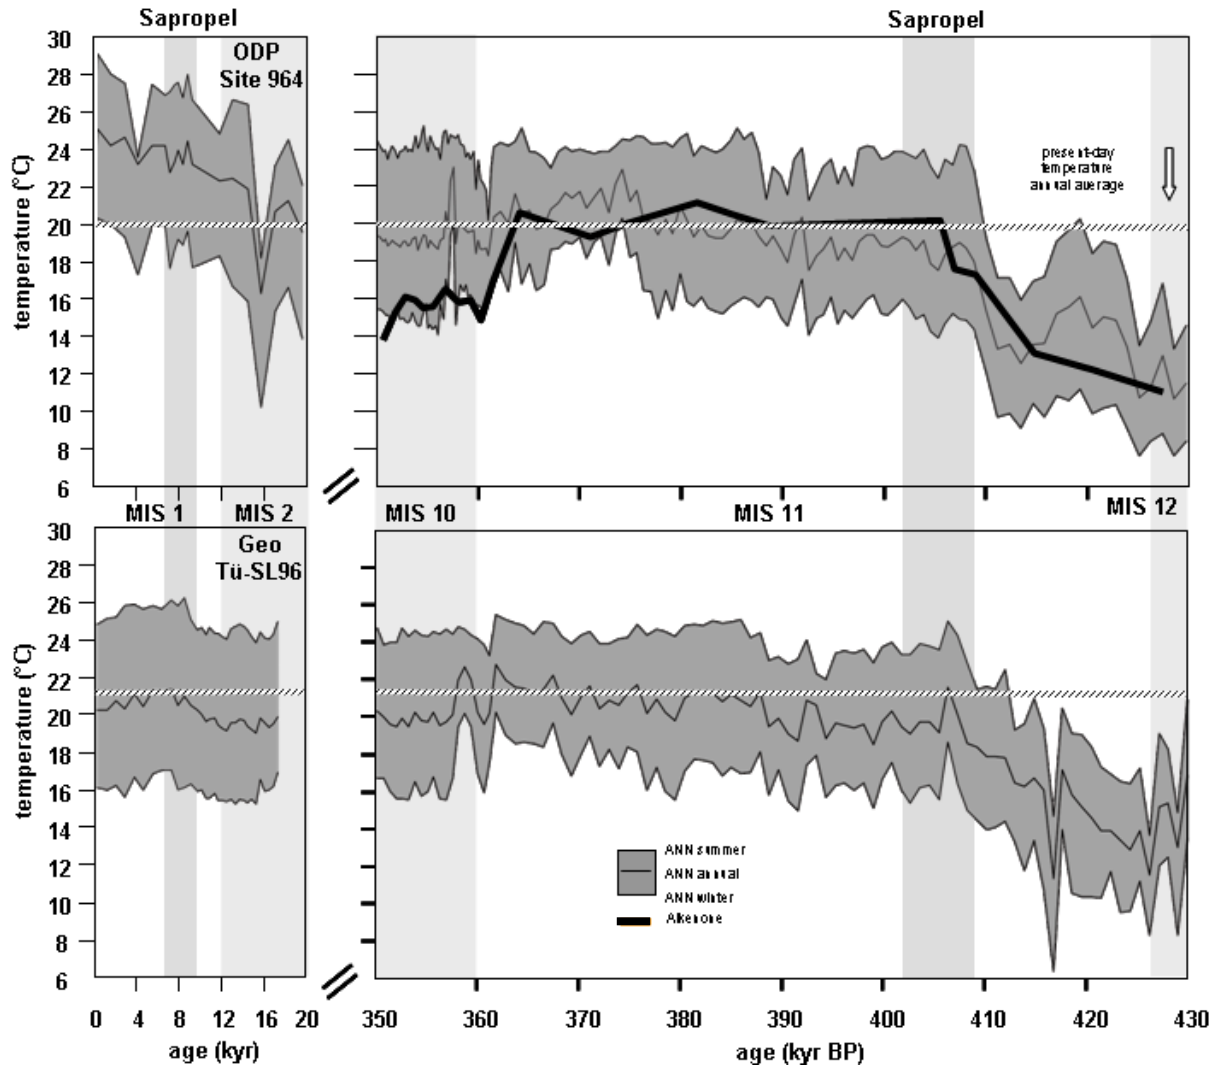 Sapropel
Sapropel
30
28
26
24
22
20
18
16
14
12
10
8
6
temperature (°C)
ODP
Site 964
present-day
temperature
annual average
MIS 1
MIS 2
MIS 10
MIS 11
MIS 12
30
28
26
24
22
20
18
16
14
12
10
8
6
temperature (°C)
Geo
Tü-SL96
ANN summer
ANN annual
ANN winter
Alkenone
0
4
8
12
16
20
350
360
370
380
390
400
410
420
430
age (kyr)
age (kyr BP)